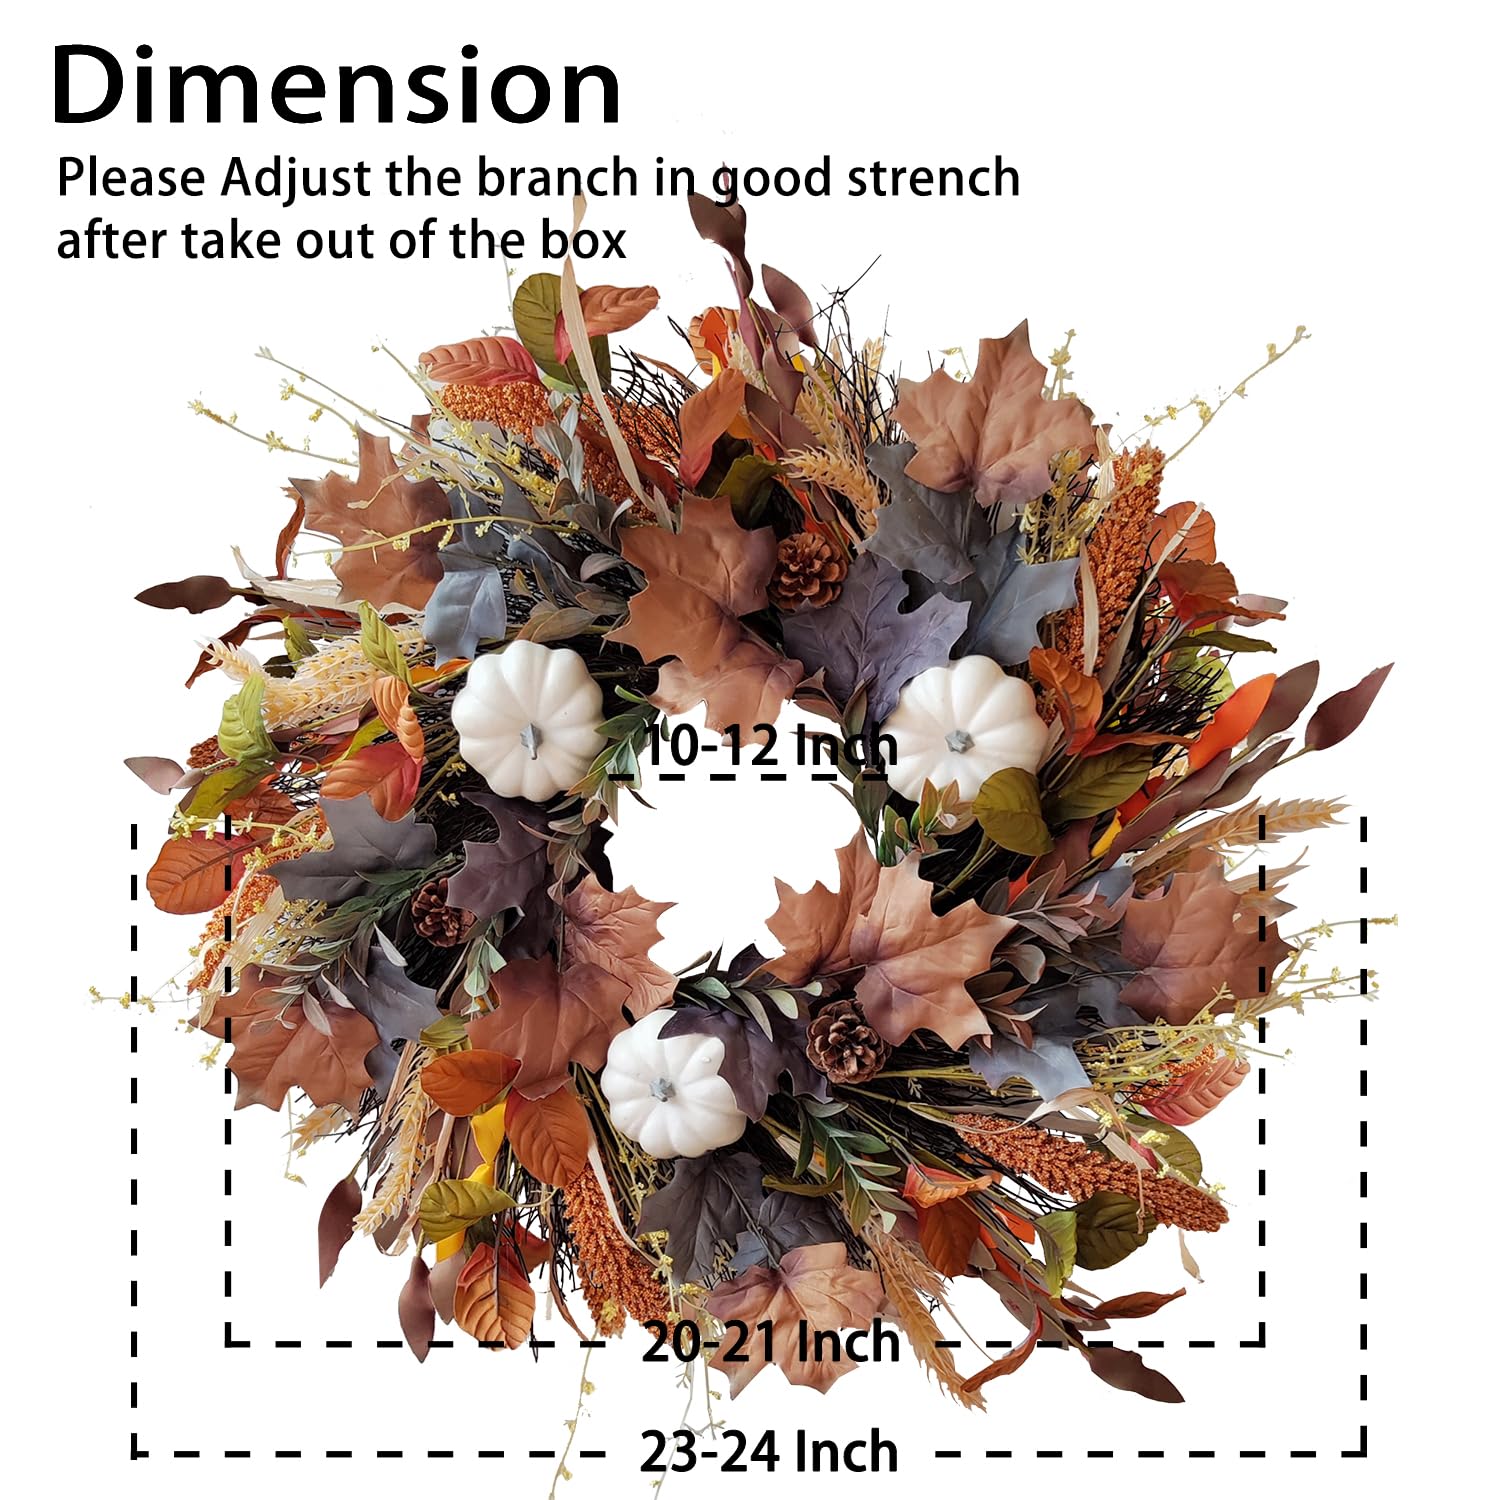 Dimension
Please Adjust the branch in good strench
after take out of the box
10-12 Inch
20-21 Inch
23-24 Inch